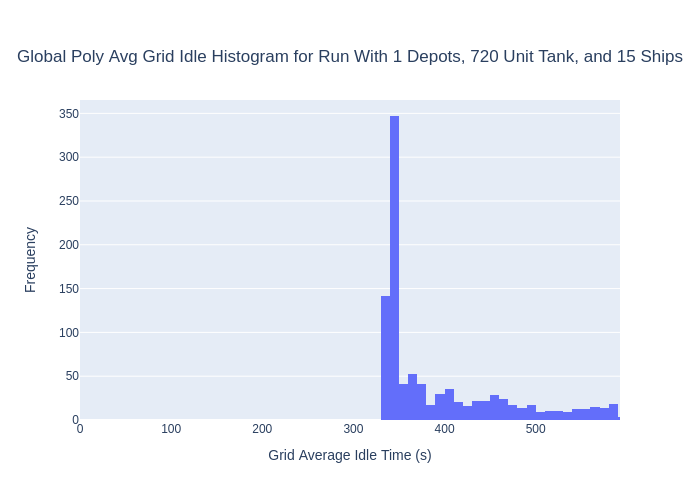 Global Poly Avg Grid Idle Histogram for Run With 1 Depots, 720 Unit Tank, and 15 Ships
350
300
250
200
150
100
50
0
0 100 200 300 400 500
Frequency
Grid Average Idle Time (s)